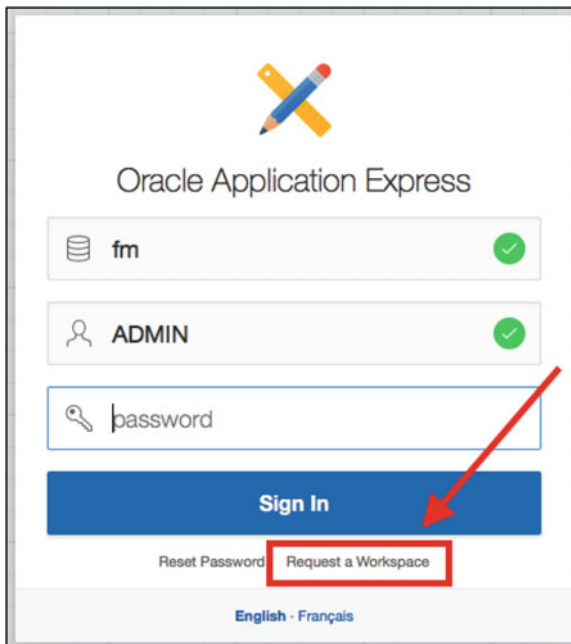 Oracle Application Express
fm
ADMIN
password
Sign In
Reset Password Request a Workspace
English - Français